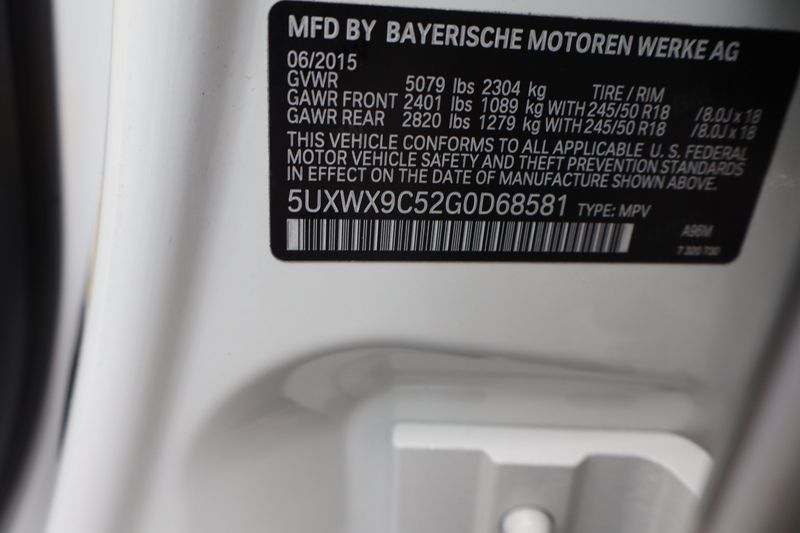 MFD BY BAYERISCHE MOTOREN WERKE AG
06/2015
GVWR 5079 lbs 2304 kg TIRE / RIM
GAWR FRONT 2401 lbs 1089 kg WITH 245/50 R18 /8.0J x 18
GAWR REAR 2820 lbs 1279 kg WITH 245/50 R18 /8.0J x 18
THIS VEHICLE CONFORMS TO ALL APPLICABLE U. S. FEDERAL
MOTOR VEHICLE SAFETY AND THEFT PREVENTION STANDARDS
IN EFFECT ON THE DATE OF MANUFACTURE SHOWN ABOVE.
5UXWX9C52G0D68581 TYPE: MPV
A96M
7 320 730